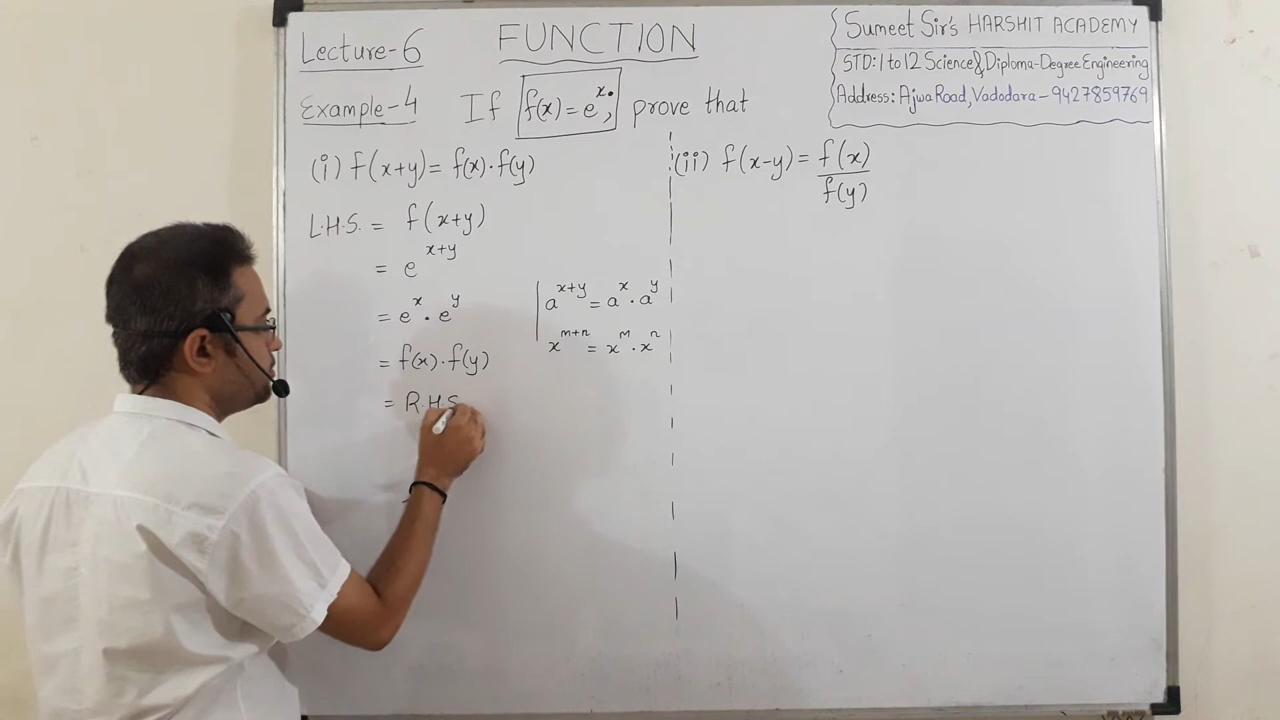 Lecture-6
FUNCTION
Sumeet Sir's HARSHIT ACADEMY
STD: 1 to 12 Science & Diploma-Degree Engineering
Address: Ajwa Road, Vadodara - 9427859769
Example-4 If f(x) = e^x, prove that
(i) f(x+y) = f(x)·f(y)
L.H.S. = f(x+y)
= e^(x+y)
= e^x · e^y
= f(x)·f(y)
= R.H.S
a^(x+y) = a^x · a^y
x^(m+n) = x^m · x^n
(ii) f(x-y) = f(x)/f(y)